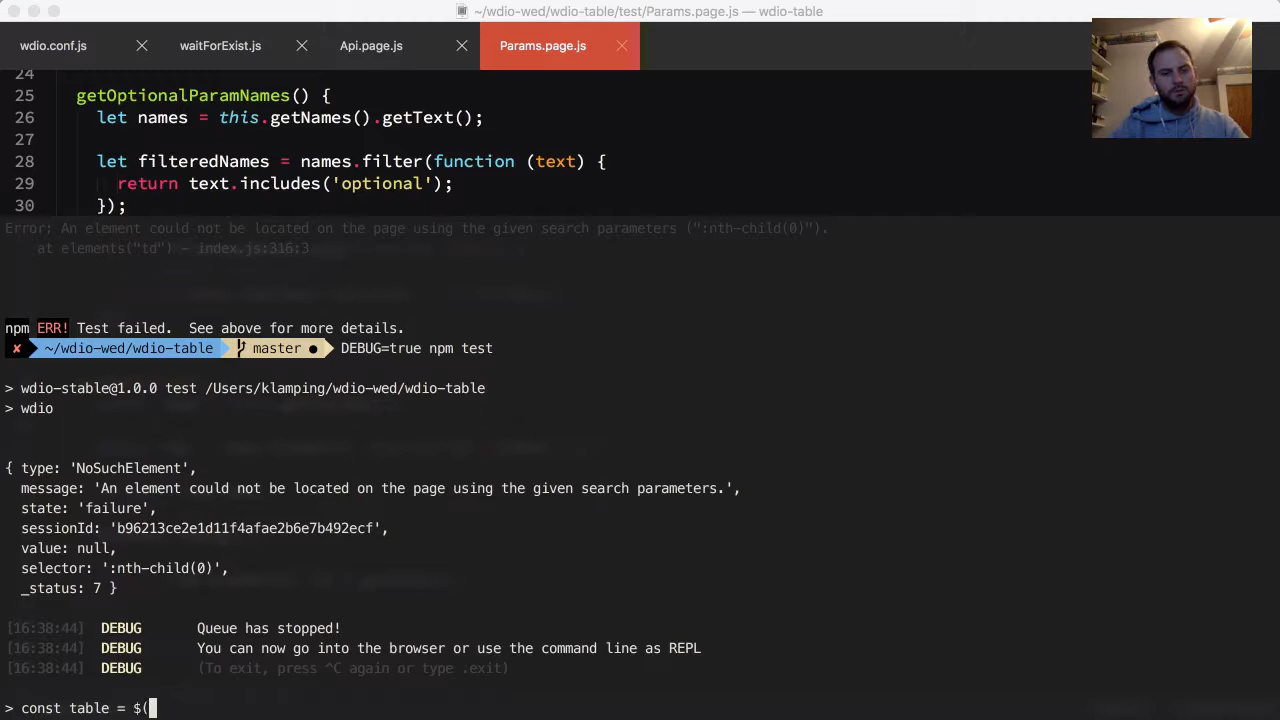 ~/wdio-wed/wdio-table/test/Params.page.js — wdio-table
wdio.conf.js
waitForExist.js
Api.page.js
Params.page.js
24
25 getOptionalParamNames() {
26 let names = this.getNames().getText();
27
28 let filteredNames = names.filter(function (text) {
29 return text.includes('optional');
30 });
Error: An element could not be located on the page using the given search parameters (":nth-child(0)").
at elements("td") - index.js:316:3
npm ERR! Test failed.  See above for more details.
✘ ~/wdio-wed/wdio-table master ● DEBUG=true npm test
> wdio-stable@1.0.0 test /Users/klamping/wdio-wed/wdio-table
> wdio
{ type: 'NoSuchElement',
message: 'An element could not be located on the page using the given search parameters.',
state: 'failure',
sessionId: 'b96213ce2e1d11f4afae2b6e7b492ecf',
value: null,
selector: ':nth-child(0)',
_status: 7 }
[16:38:44] DEBUG Queue has stopped!
[16:38:44] DEBUG You can now go into the browser or use the command line as REPL
[16:38:44] DEBUG (To exit, press ^C again or type .exit)
> const table = $(